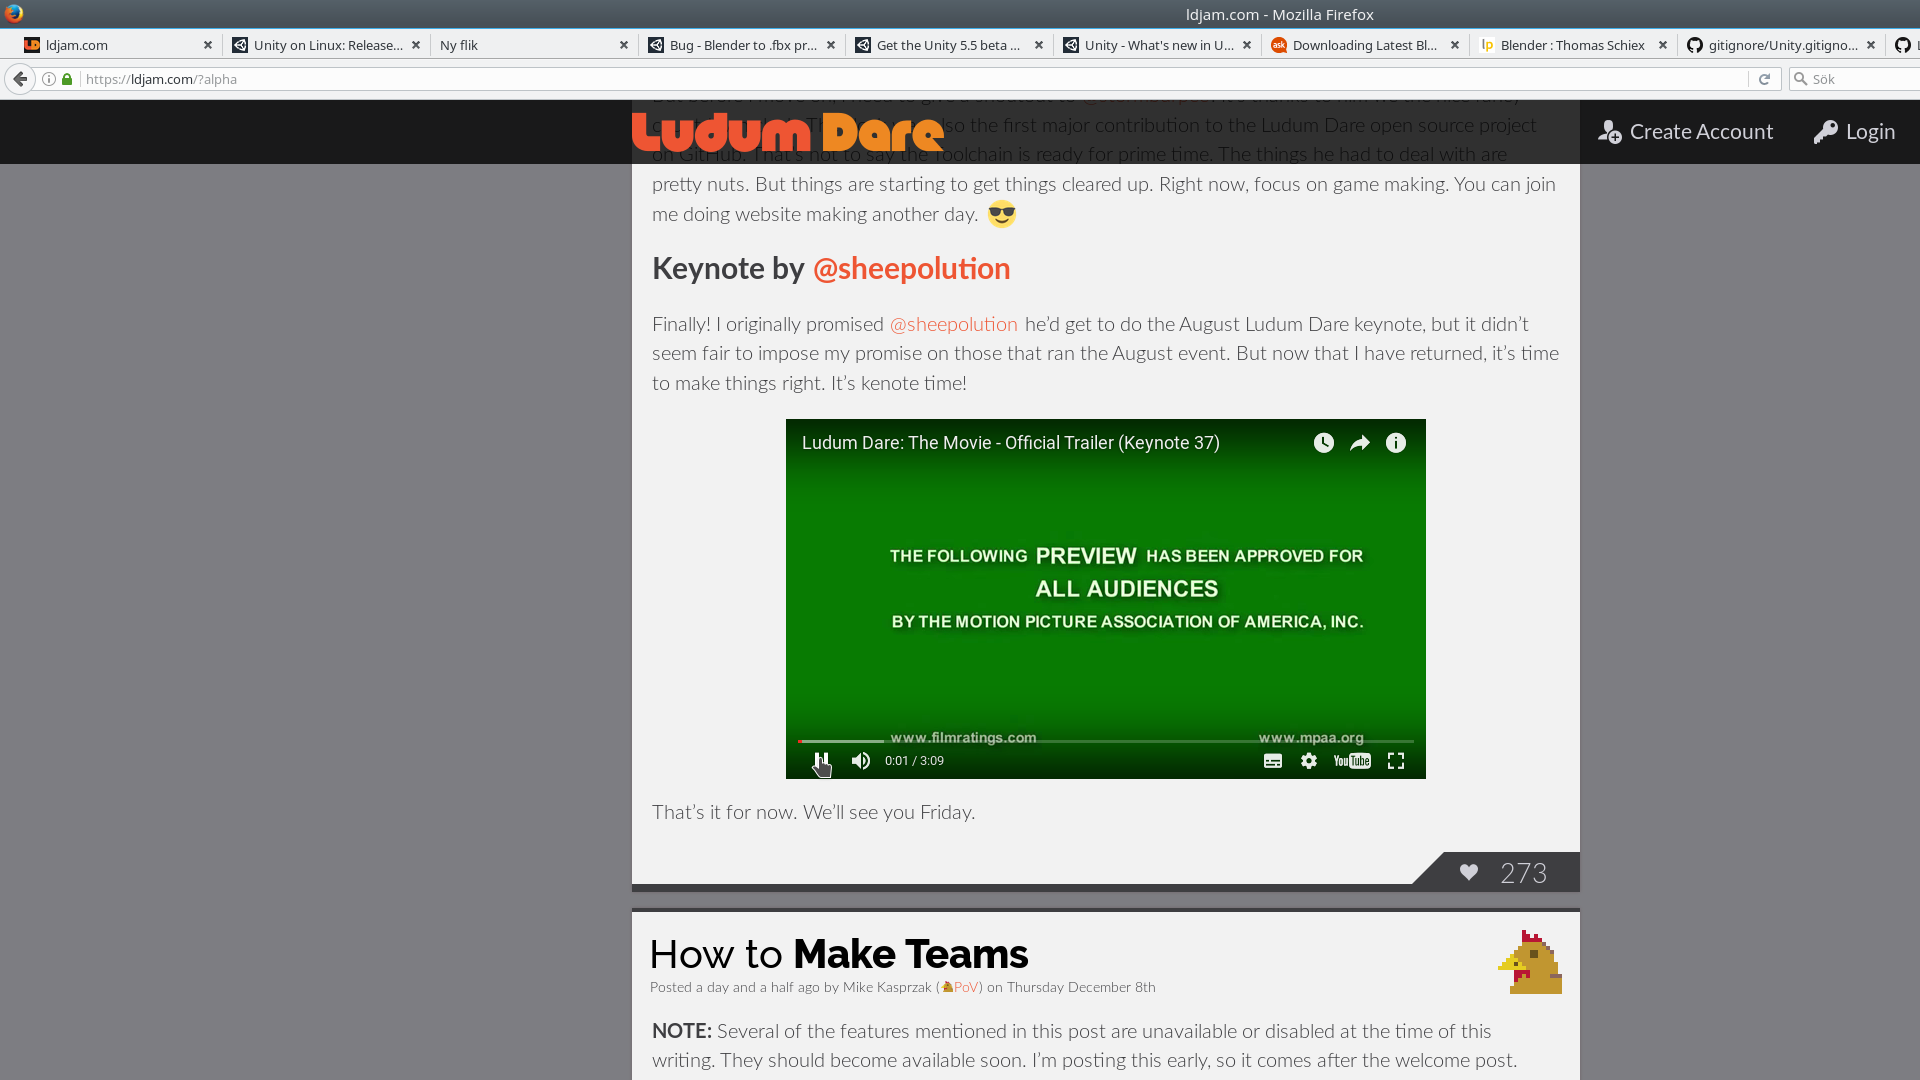 ldjam.com - Mozilla Firefox
ldjam.com
Unity on Linux: Release...
Ny flik
Bug - Blender to .fbx pr...
Get the Unity 5.5 beta ...
Unity - What's new in U...
Downloading Latest Bl...
Blender : Thomas Schiex
gitignore/Unity.gitigno...
https://ldjam.com/?alpha
Sök
Ludum Dare
Create Account
Login
also the first major contribution to the Ludum Dare open source project
on GitHub. That's not to say the Toolchain is ready for prime time. The things he had to deal with are
pretty nuts. But things are starting to get things cleared up. Right now, focus on game making. You can join
me doing website making another day.
Keynote by @sheepolution
Finally! I originally promised @sheepolution he’d get to do the August Ludum Dare keynote, but it didn’t
seem fair to impose my promise on those that ran the August event. But now that I have returned, it’s time
to make things right. It’s kenote time!
Ludum Dare: The Movie - Official Trailer (Keynote 37)
THE FOLLOWING PREVIEW HAS BEEN APPROVED FOR
ALL AUDIENCES
BY THE MOTION PICTURE ASSOCIATION OF AMERICA, INC.
www.filmratings.com
www.mpaa.org
0:01 / 3:09
YouTube
That’s it for now. We’ll see you Friday.
273
How to Make Teams
Posted a day and a half ago by Mike Kasprzak (PoV) on Thursday December 8th
NOTE: Several of the features mentioned in this post are unavailable or disabled at the time of this
writing. They should become available soon. I’m posting this early, so it comes after the welcome post.